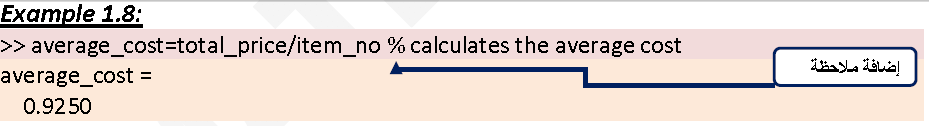 Example 1.8:
>> average_cost=total_price/item_no % calculates the average cost
إضافة ملاحظة
average_cost =
0.9250